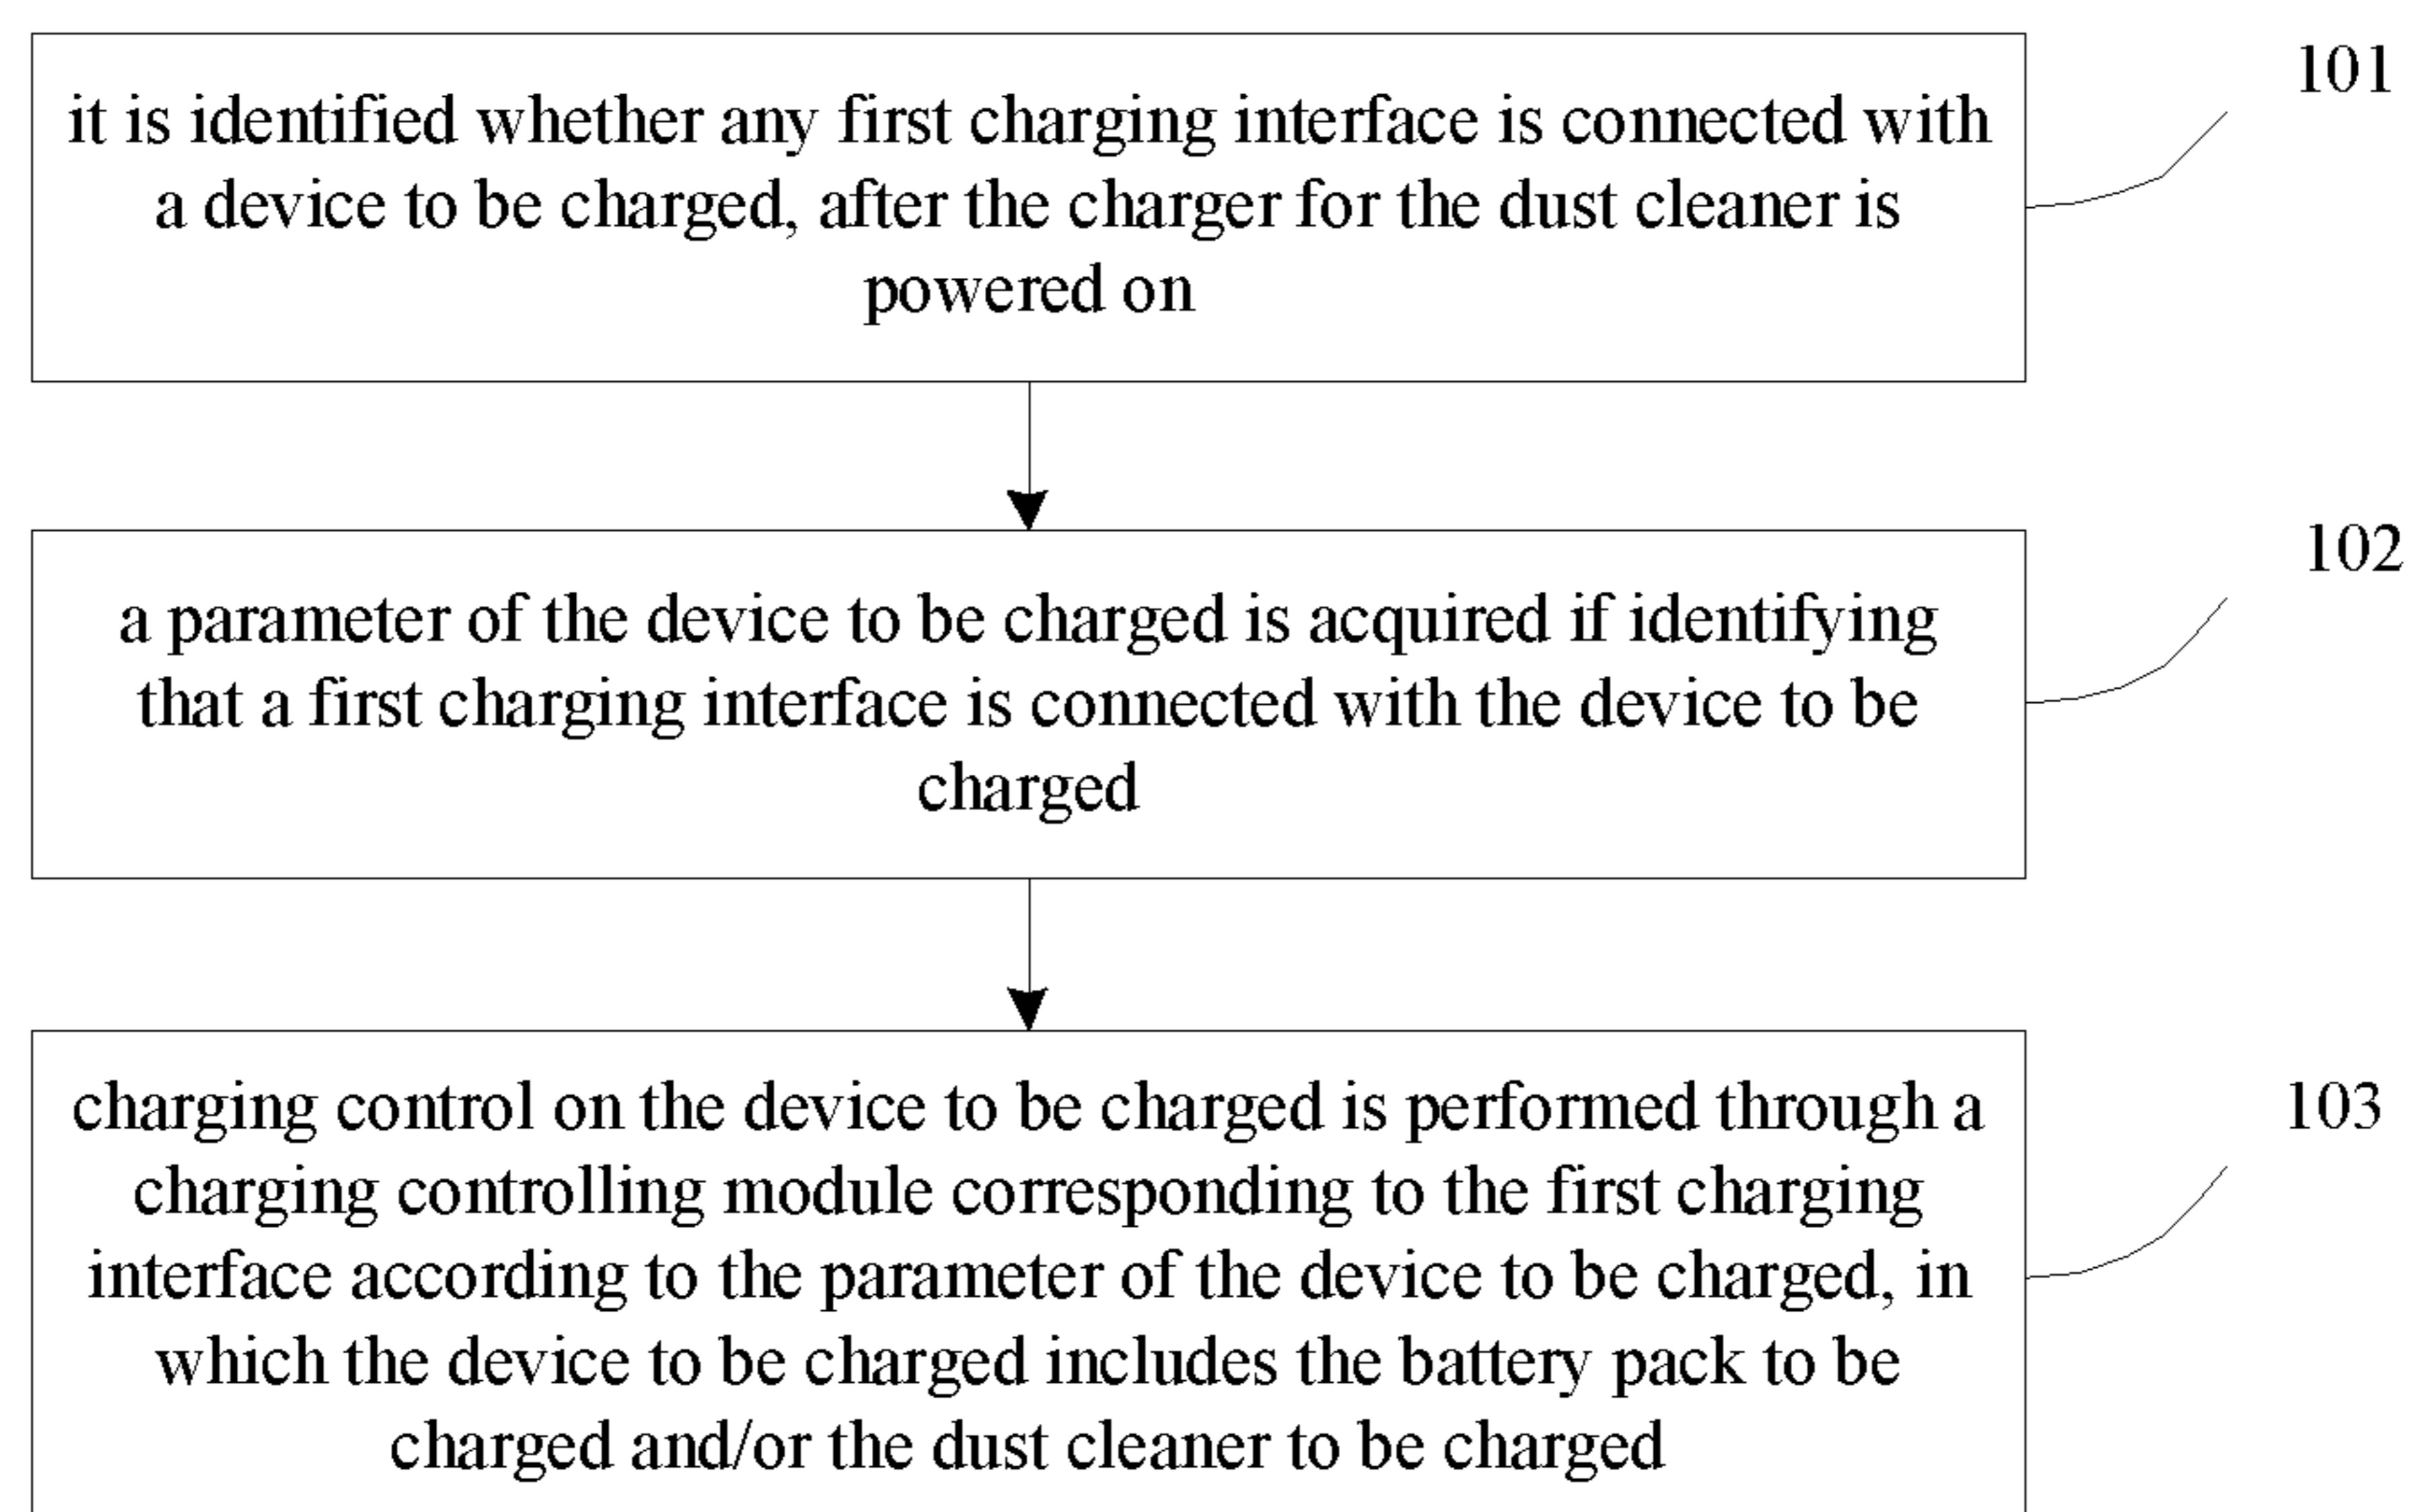 101
it is identified whether any first charging interface is connected with
a device to be charged, after the charger for the dust cleaner is
powered on
102
a parameter of the device to be charged is acquired if identifying
that a first charging interface is connected with the device to be
charged
103
charging control on the device to be charged is performed through a
charging controlling module corresponding to the first charging
interface according to the parameter of the device to be charged, in
which the device to be charged includes the battery pack to be
charged and/or the dust cleaner to be charged